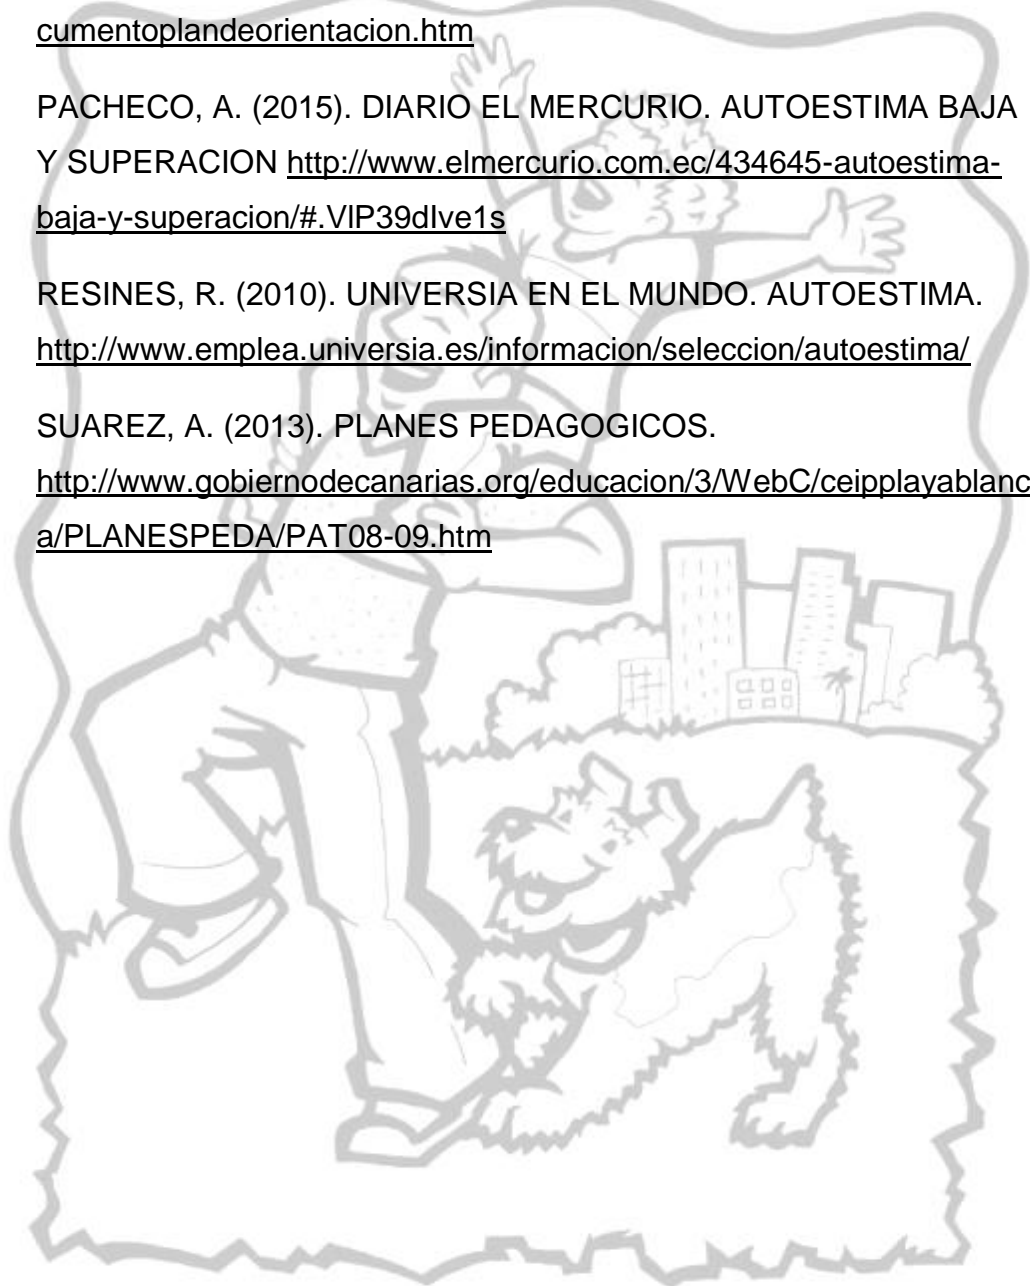 cumentoplandeorientacion.htm
PACHECO, A. (2015). DIARIO EL MERCURIO. AUTOESTIMA BAJA
Y SUPERACION http://www.elmercurio.com.ec/434645-autoestima-
baja-y-superacion/#.VlP39dIve1s
RESINES, R. (2010). UNIVERSIA EN EL MUNDO. AUTOESTIMA.
http://www.emplea.universia.es/informacion/seleccion/autoestima/
SUAREZ, A. (2013). PLANES PEDAGOGICOS.
http://www.gobiernodecanarias.org/educacion/3/WebC/ceipplayablanc
a/PLANESPEDA/PAT08-09.htm